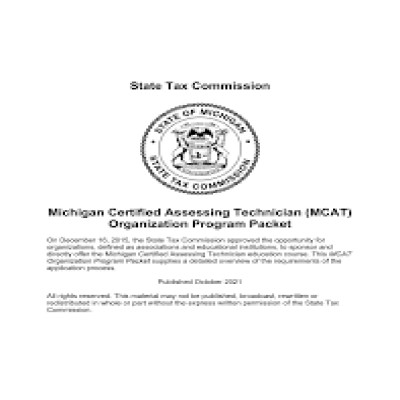 State Tax Commission
STATE OF MICHIGAN
STATE TAX COMMISSION
Michigan Certified Assessing Technician (MCAT)
Organization Program Packet
On December 16, 2015, the State Tax Commission approved the opportunity for
organizations, defined as associations and educational institutions, to sponsor and
directly offer the Michigan Certified Assessing Technician education course. This MCAT
Organization Program Packet supplies a detailed overview of the requirements of the
application process.
Published October 2021
All rights reserved. This material may not be published, broadcast, rewritten or
redistributed in whole or part without the express written permission of the State Tax
Commission.